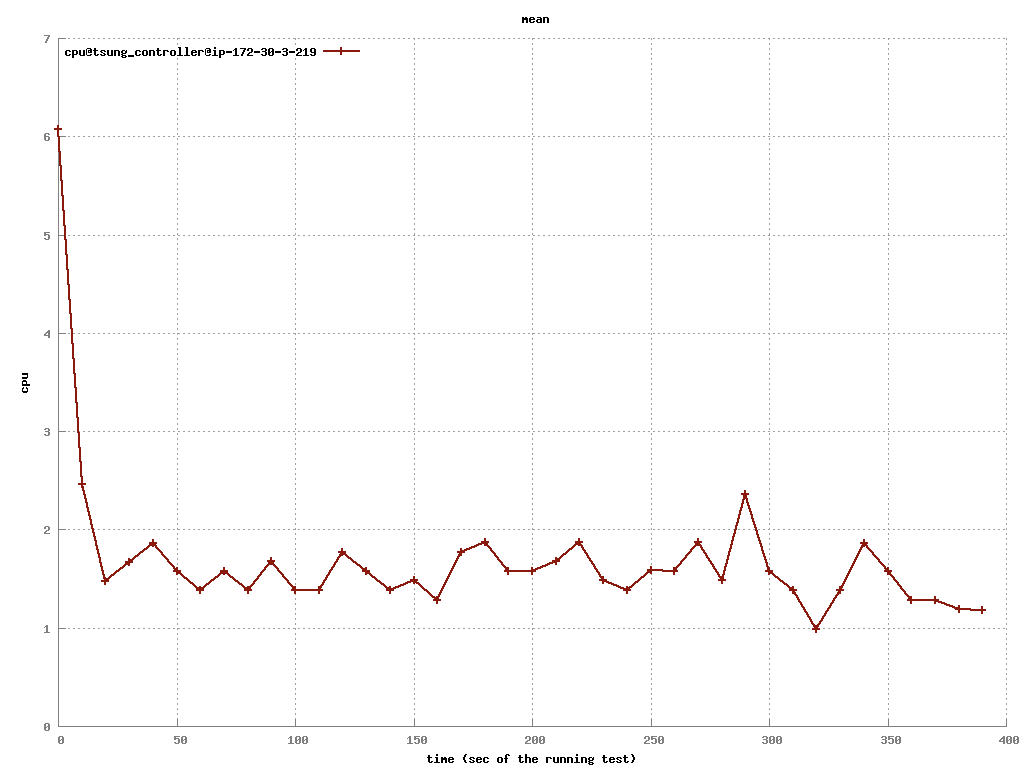 mean
7
cpu@tsung_controller@ip-172-30-3-219
6
5
4
cpu
3
2
1
0
0 50 100 150 200 250 300 350 400
time (sec of the running test)